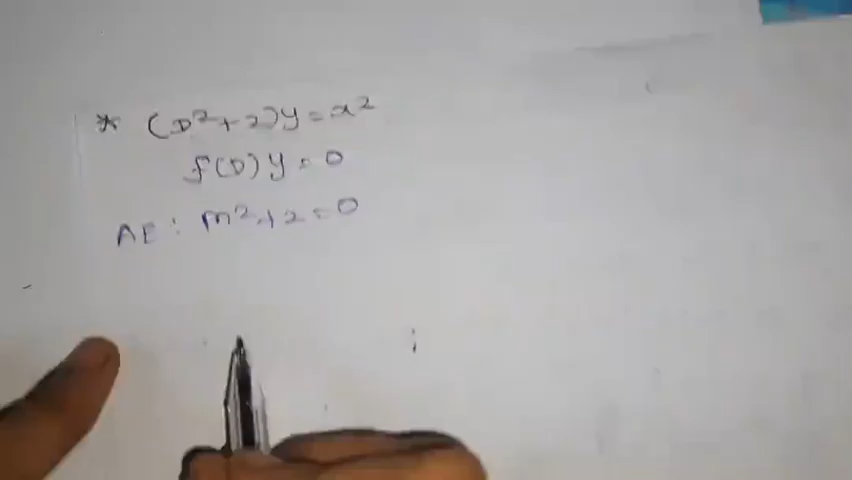 * (D²+2)y = x²
f(D)y = 0
AE : m²+2 = 0